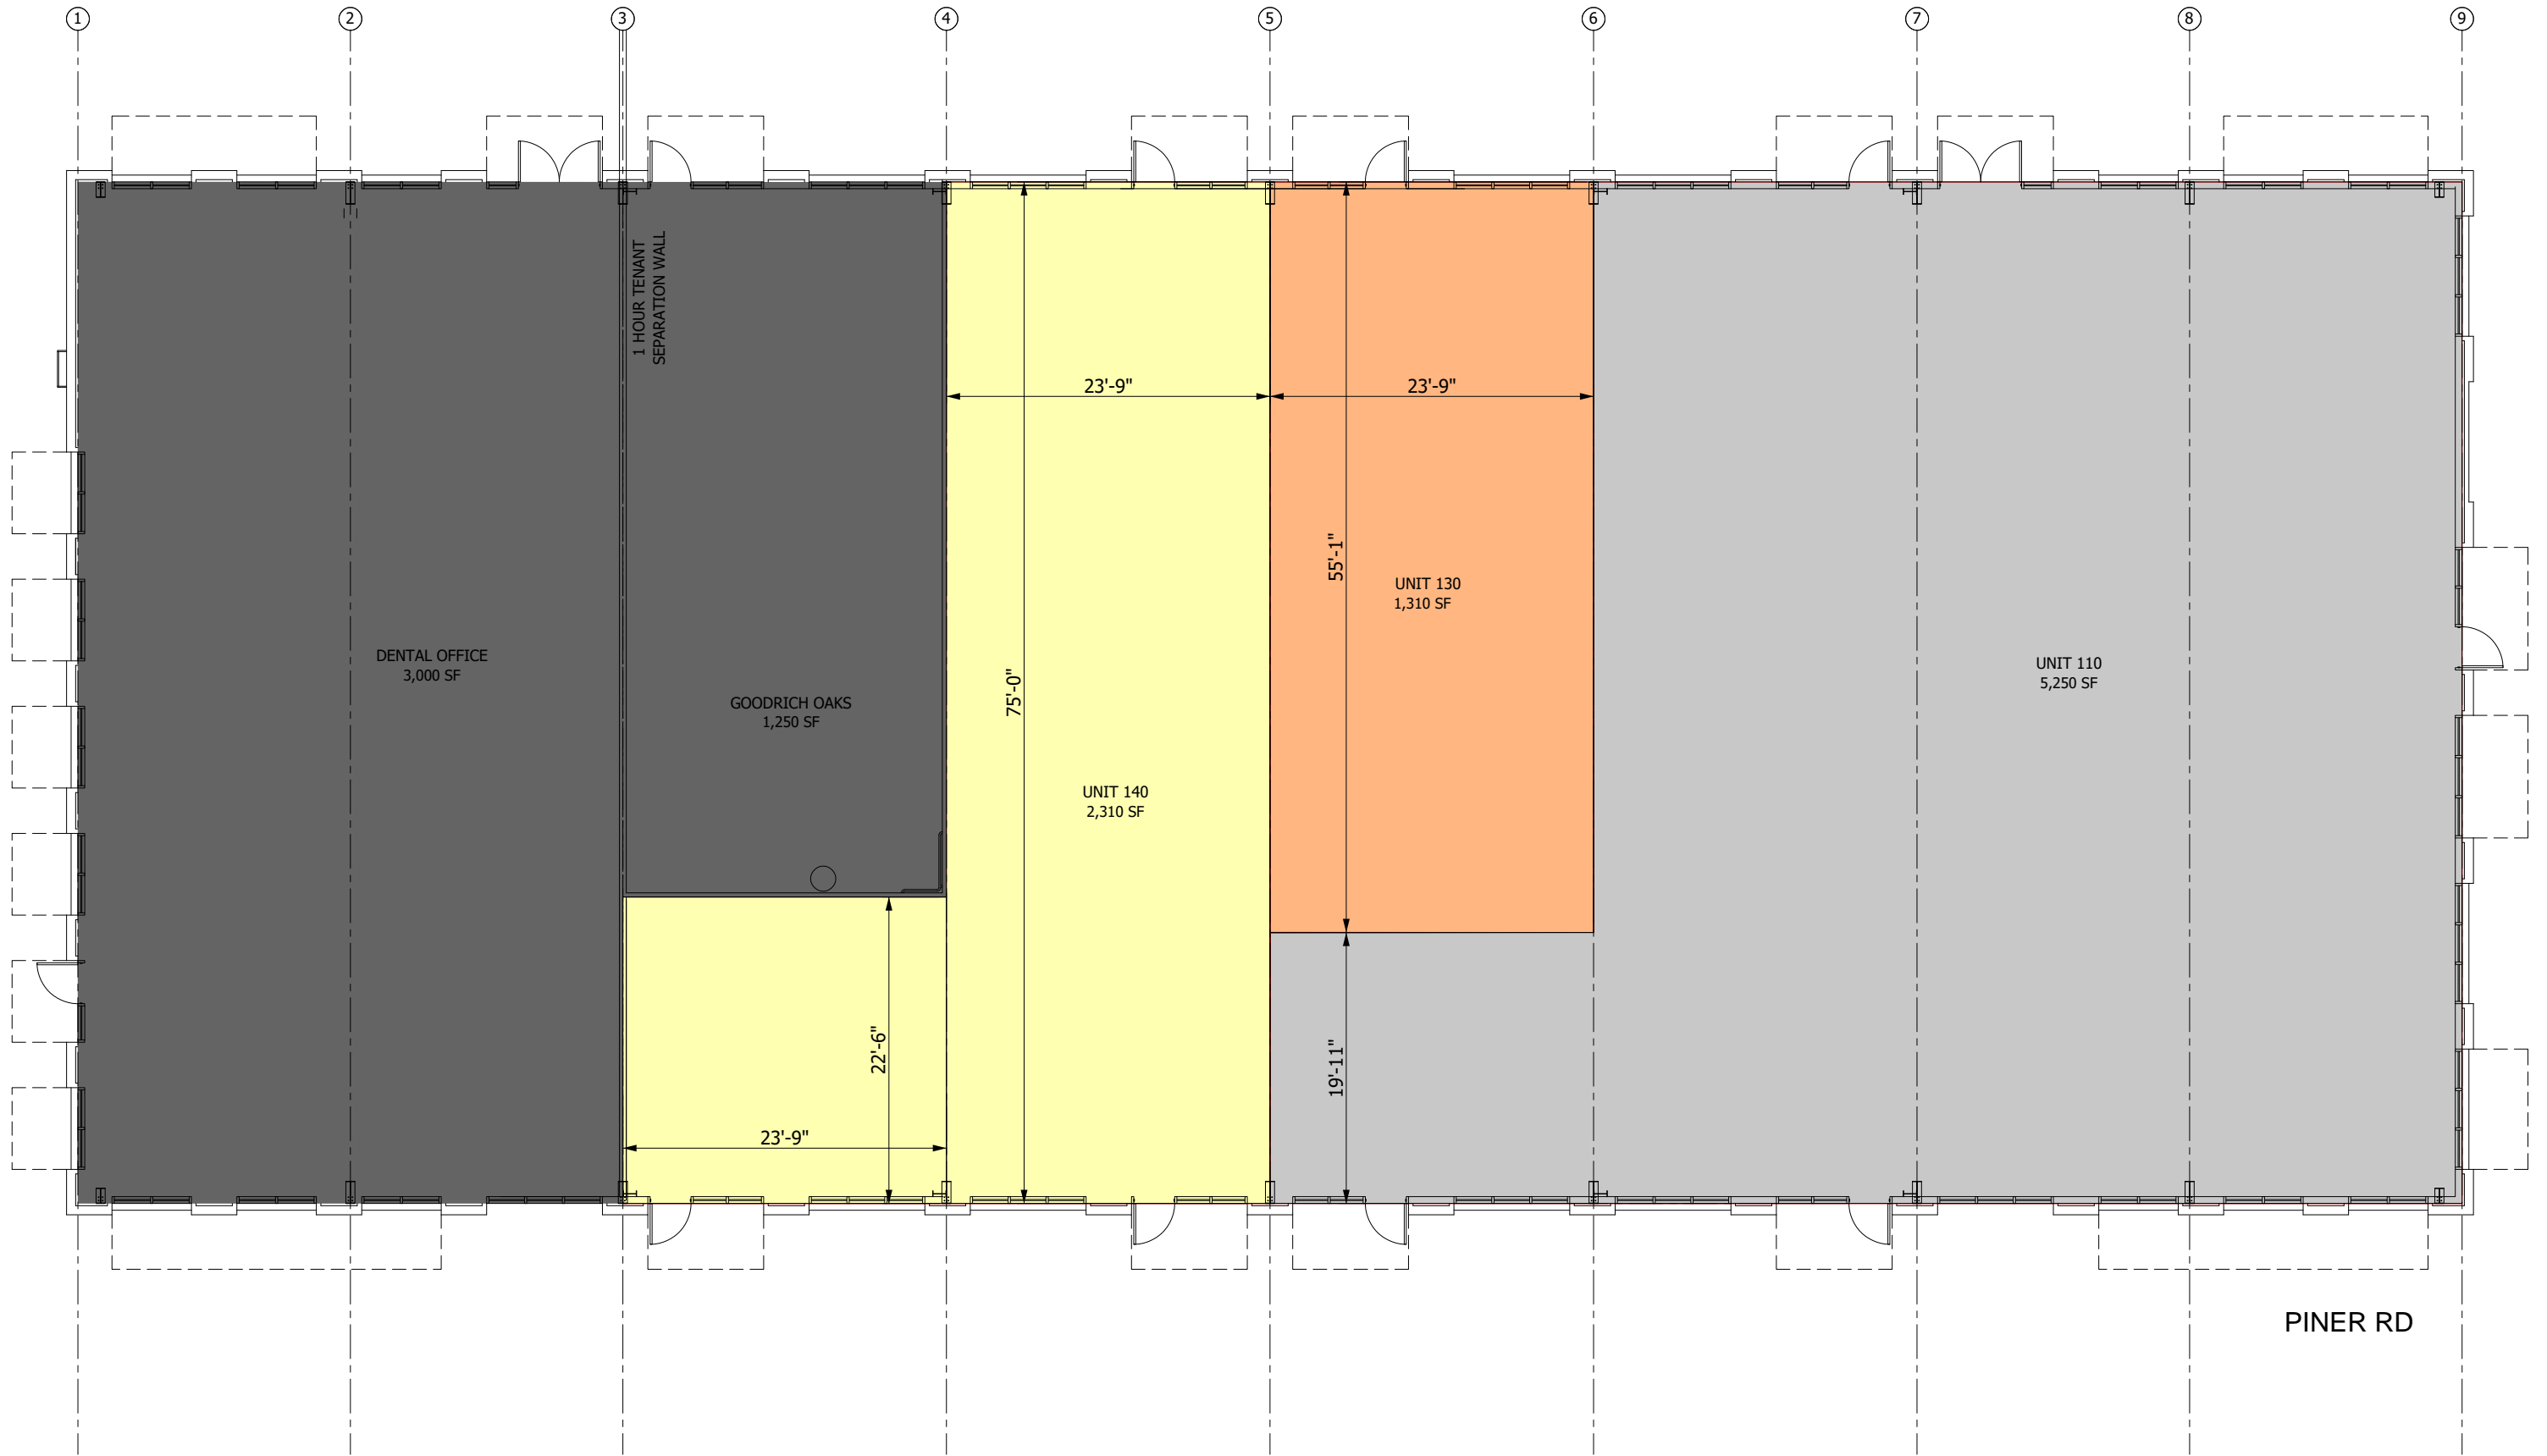 1
2
3
4
5
6
7
8
9
1 HOUR TENANT
SEPARATION WALL
23'-9"
23'-9"
55'-1"
UNIT 130
1,310 SF
DENTAL OFFICE
3,000 SF
UNIT 110
5,250 SF
75'-0"
GOODRICH OAKS
1,250 SF
UNIT 140
2,310 SF
22'-6"
19'-11"
23'-9"
PINER RD